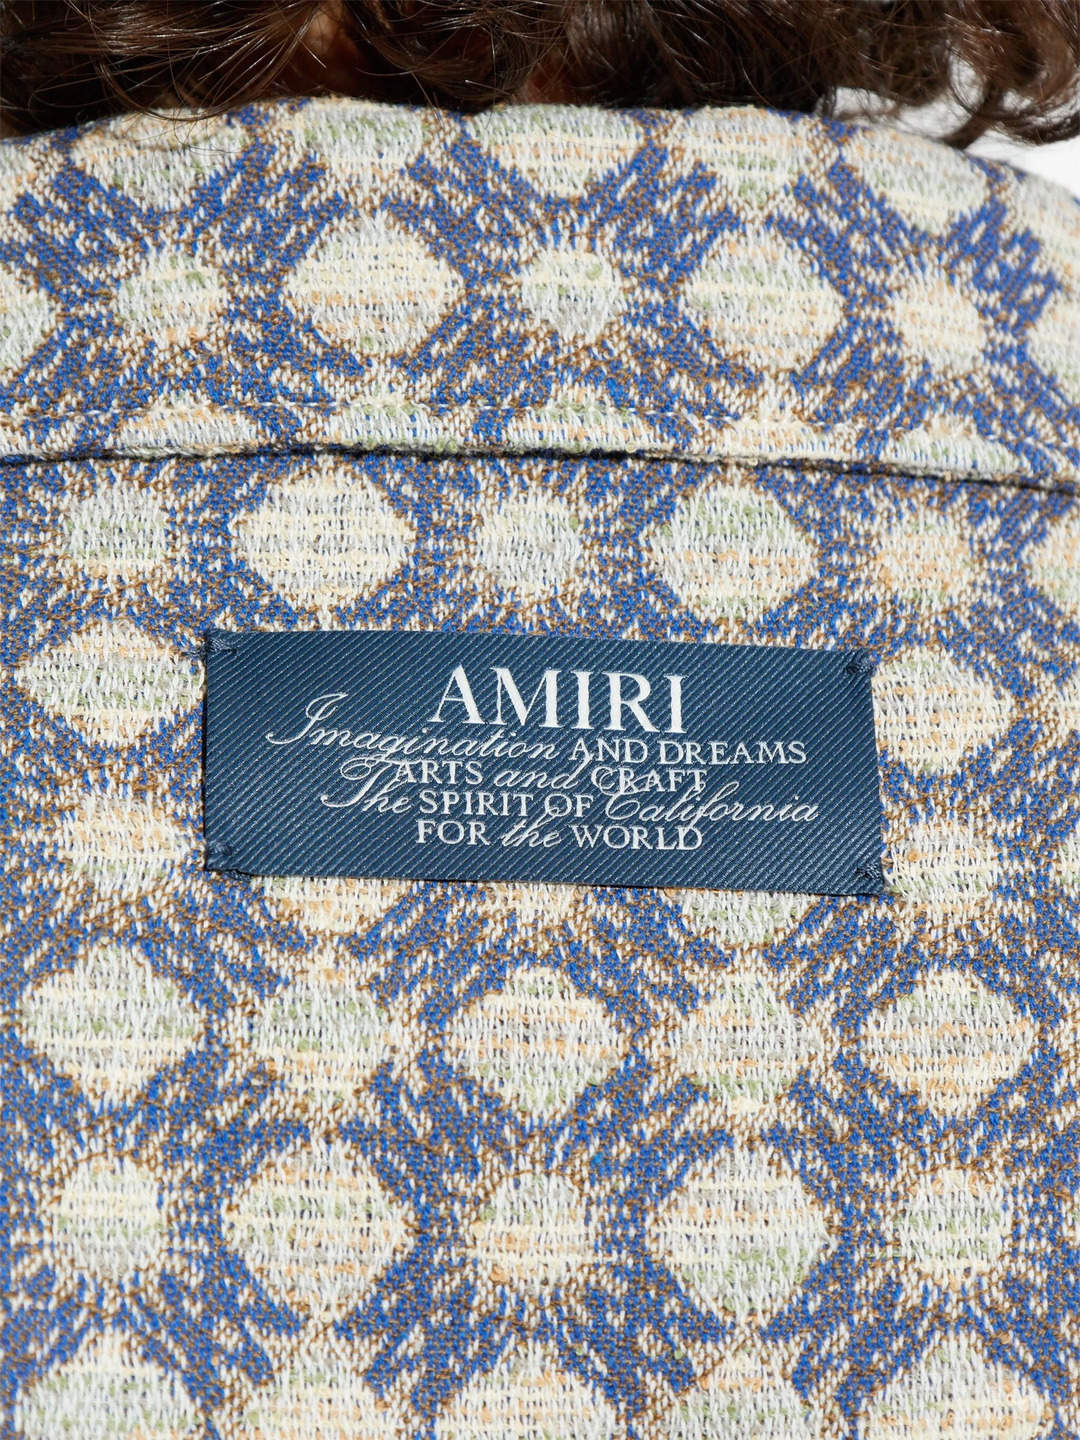 AMIRI
Imagination AND DREAMS
ARTS and CRAFT
The SPIRIT OF California
FOR the WORLD